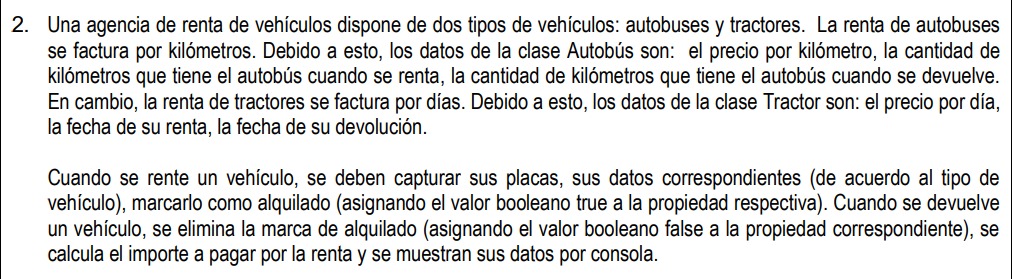 2. Una agencia de renta de vehículos dispone de dos tipos de vehículos: autobuses y tractores. La renta de autobuses
se factura por kilómetros. Debido a esto, los datos de la clase Autobús son: el precio por kilómetro, la cantidad de
kilómetros que tiene el autobús cuando se renta, la cantidad de kilómetros que tiene el autobús cuando se devuelve.
En cambio, la renta de tractores se factura por días. Debido a esto, los datos de la clase Tractor son: el precio por día,
la fecha de su renta, la fecha de su devolución.
Cuando se rente un vehículo, se deben capturar sus placas, sus datos correspondientes (de acuerdo al tipo de
vehículo), marcarlo como alquilado (asignando el valor booleano true a la propiedad respectiva). Cuando se devuelve
un vehículo, se elimina la marca de alquilado (asignando el valor booleano false a la propiedad correspondiente), se
calcula el importe a pagar por la renta y se muestran sus datos por consola.